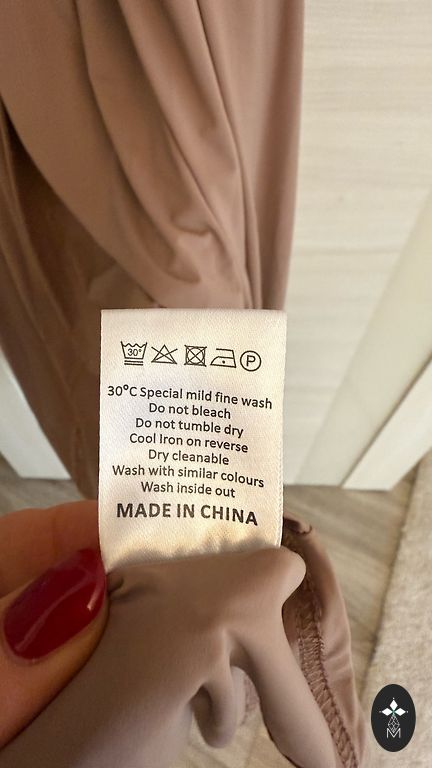 30°
P
30°C Special mild fine wash
Do not bleach
Do not tumble dry
Cool Iron on reverse
Dry cleanable
Wash with similar colours
Wash inside out
MADE IN CHINA
M